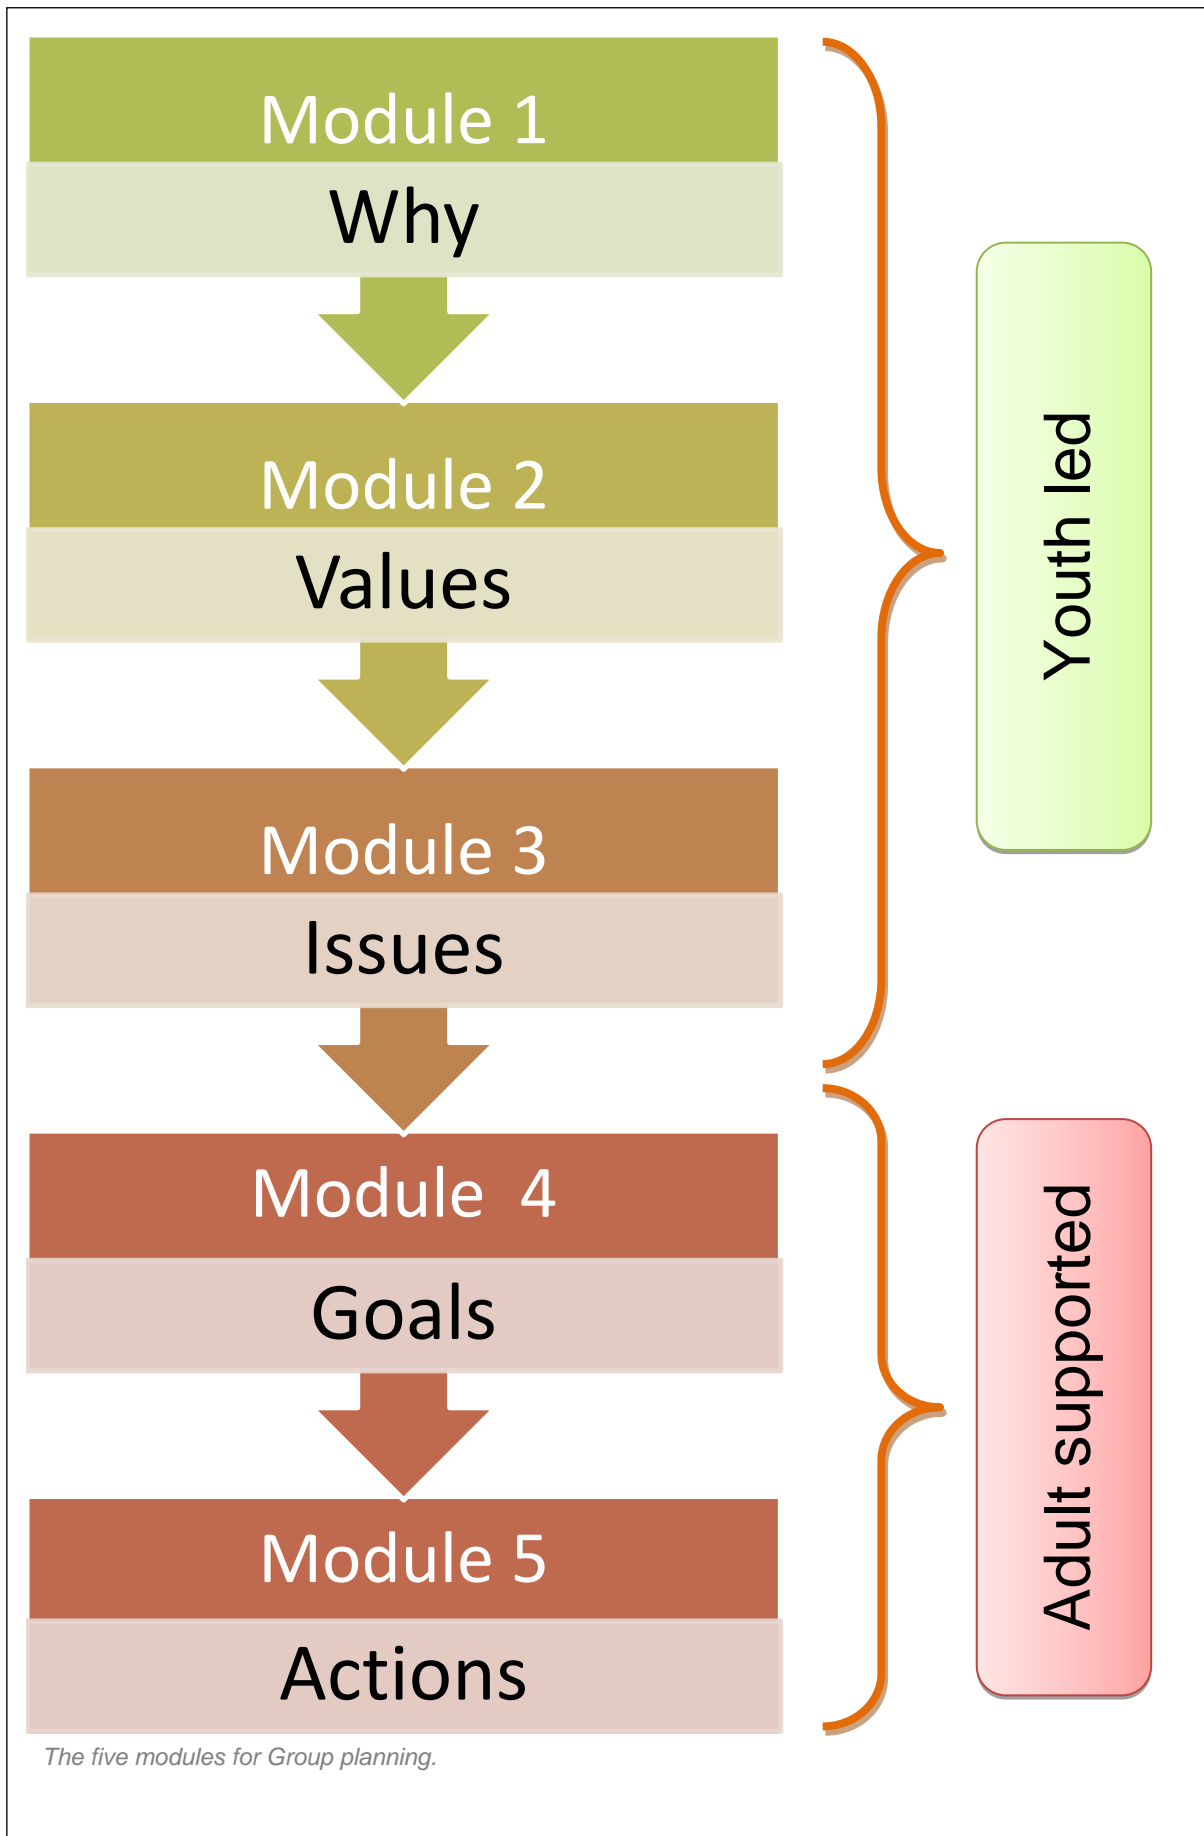 Module 1
Why
Module 2
Values
Module 3
Issues
Youth led
Module  4
Goals
Module 5
Actions
Adult supported
The five modules for Group planning.